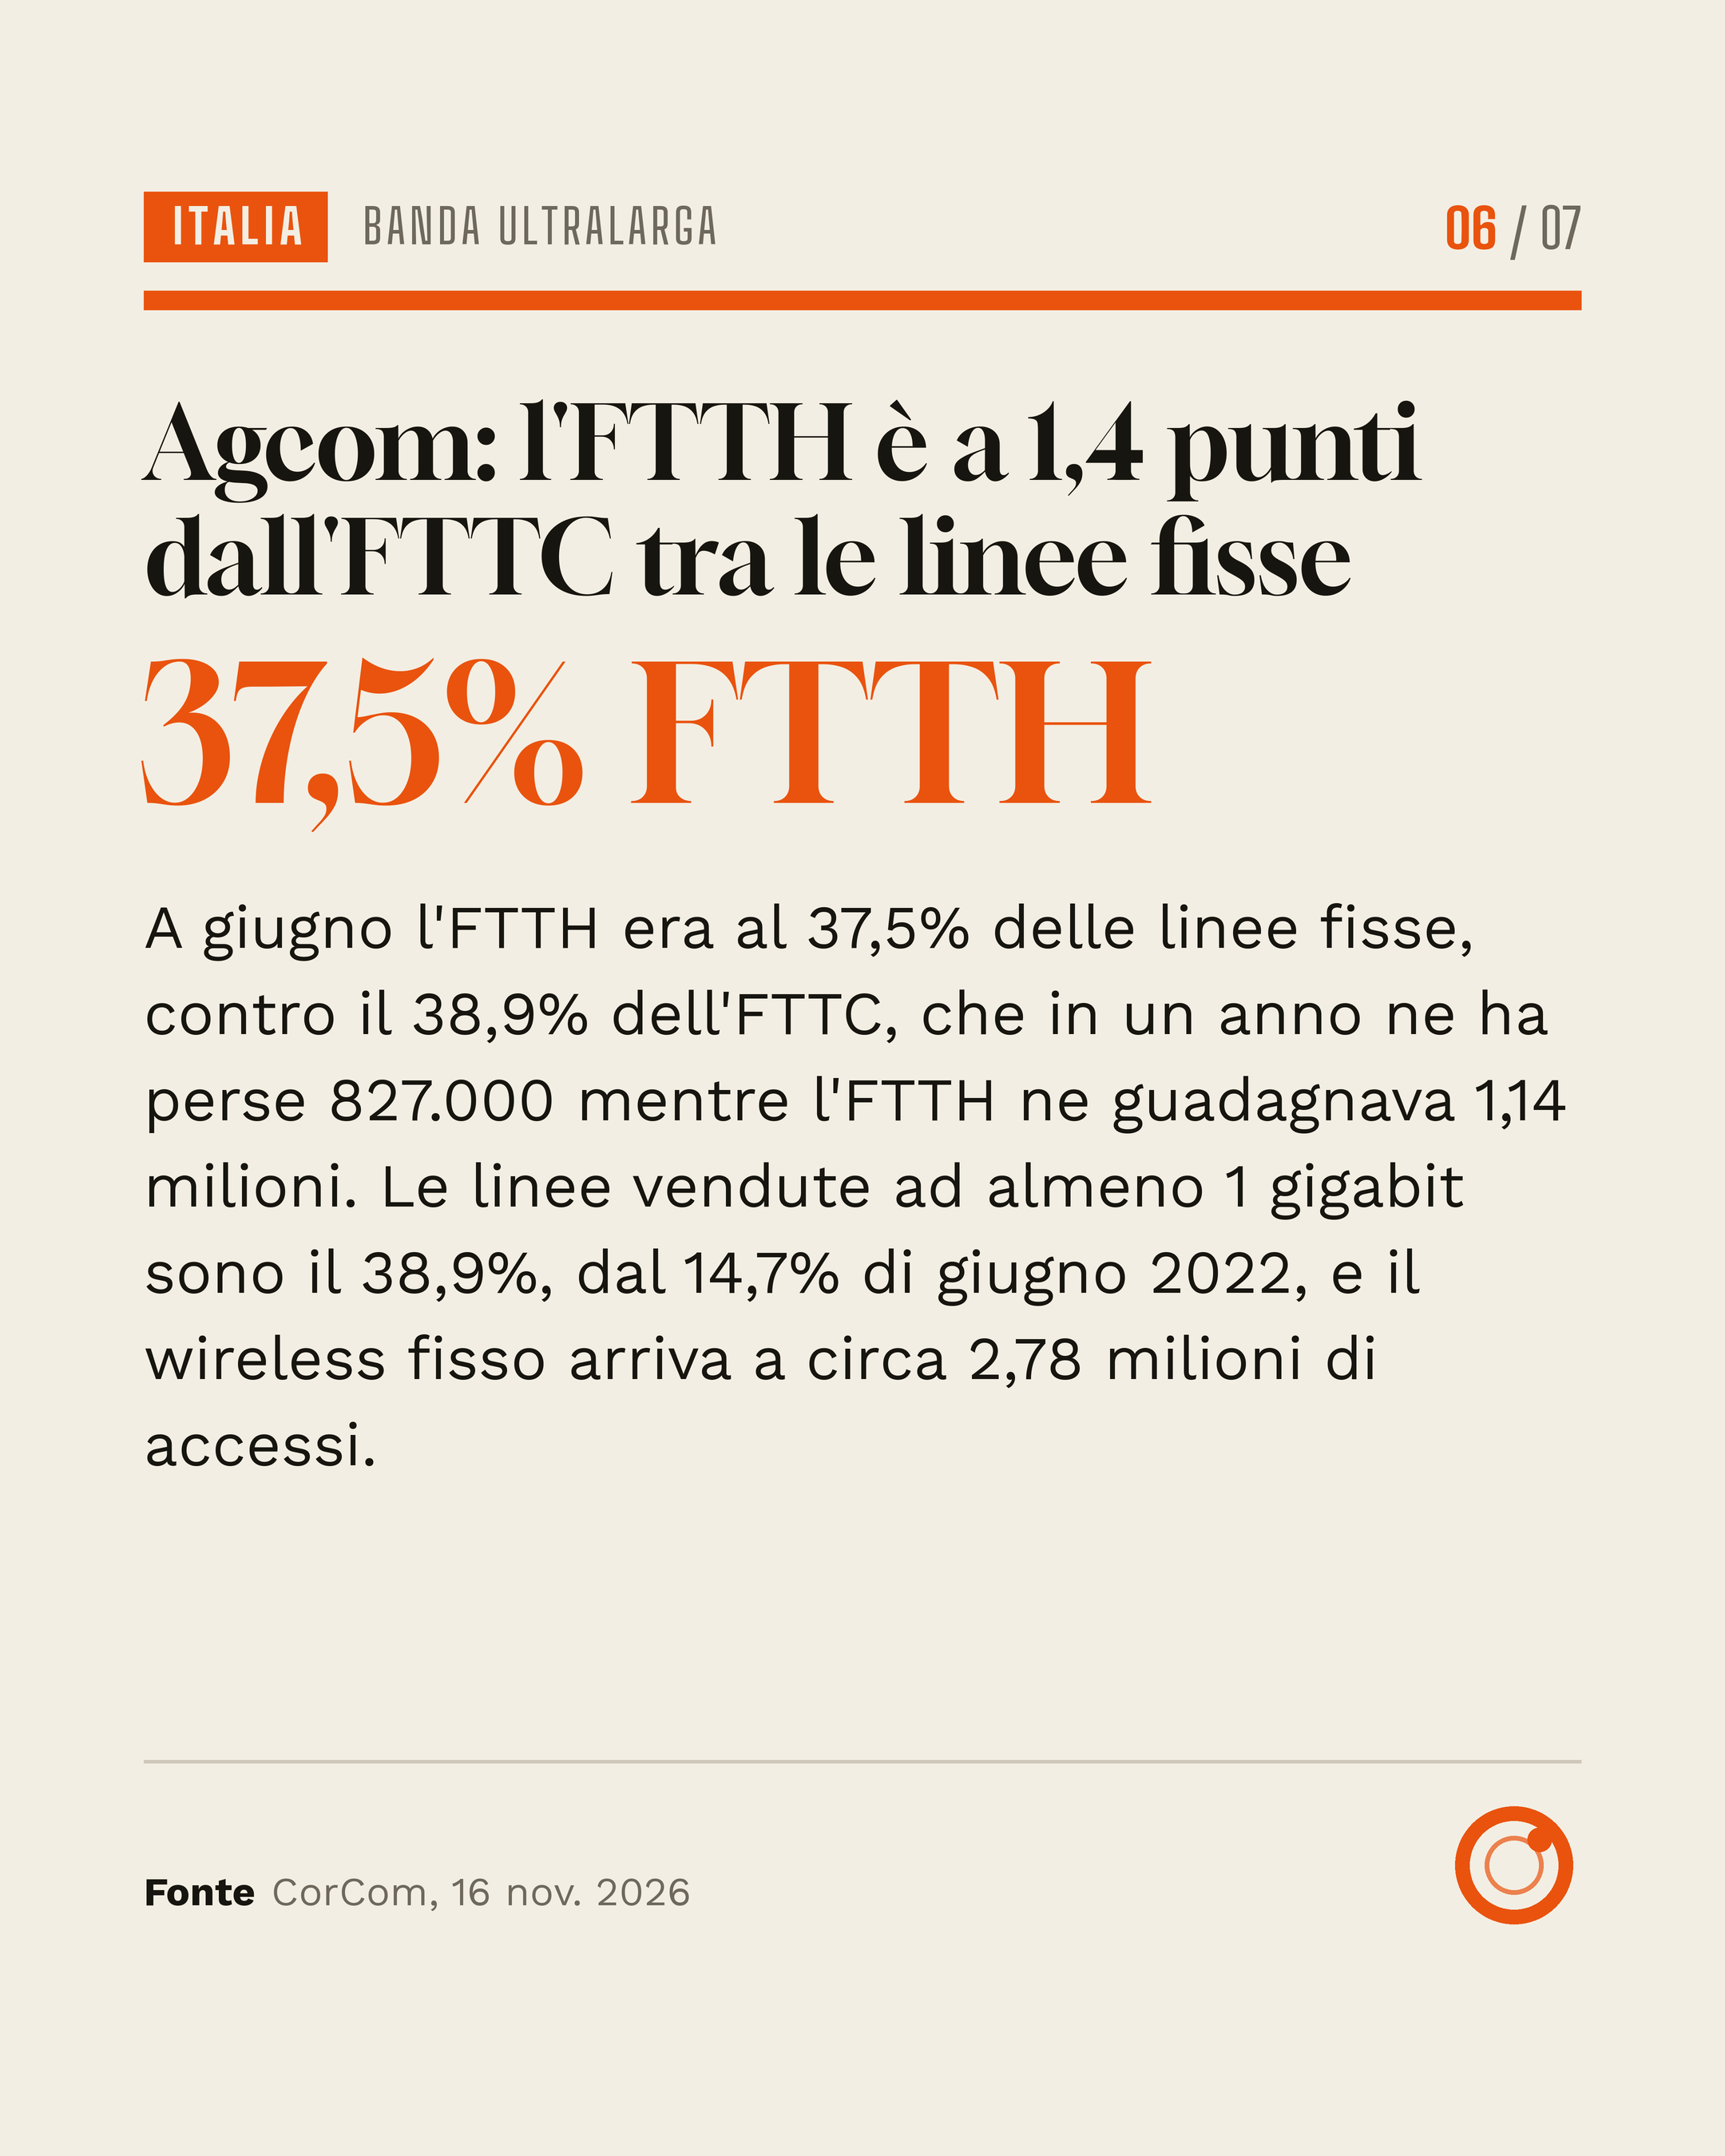 ITALIA BANDA ULTRALARGA 06 / 07
Agcom: l'FTTH è a 1,4 punti
dall'FTTC tra le linee fisse
37,5% FTTH
A giugno l'FTTH era al 37,5% delle linee fisse,
contro il 38,9% dell'FTTC, che in un anno ne ha
perse 827.000 mentre l'FTTH ne guadagnava 1,14
milioni. Le linee vendute ad almeno 1 gigabit
sono il 38,9%, dal 14,7% di giugno 2022, e il
wireless fisso arriva a circa 2,78 milioni di
accessi.
Fonte CorCom, 16 nov. 2026